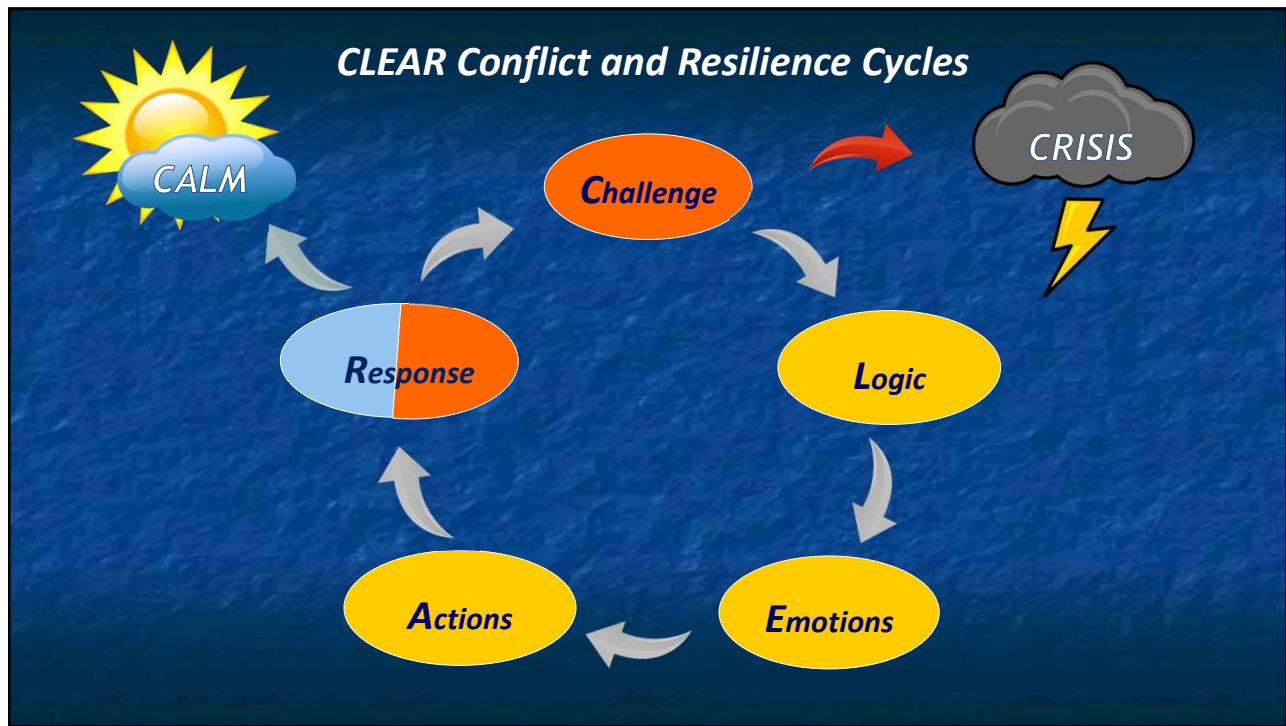 CLEAR Conflict and Resilience Cycles
CALM
CRISIS
Challenge
Response
Logic
Actions
Emotions